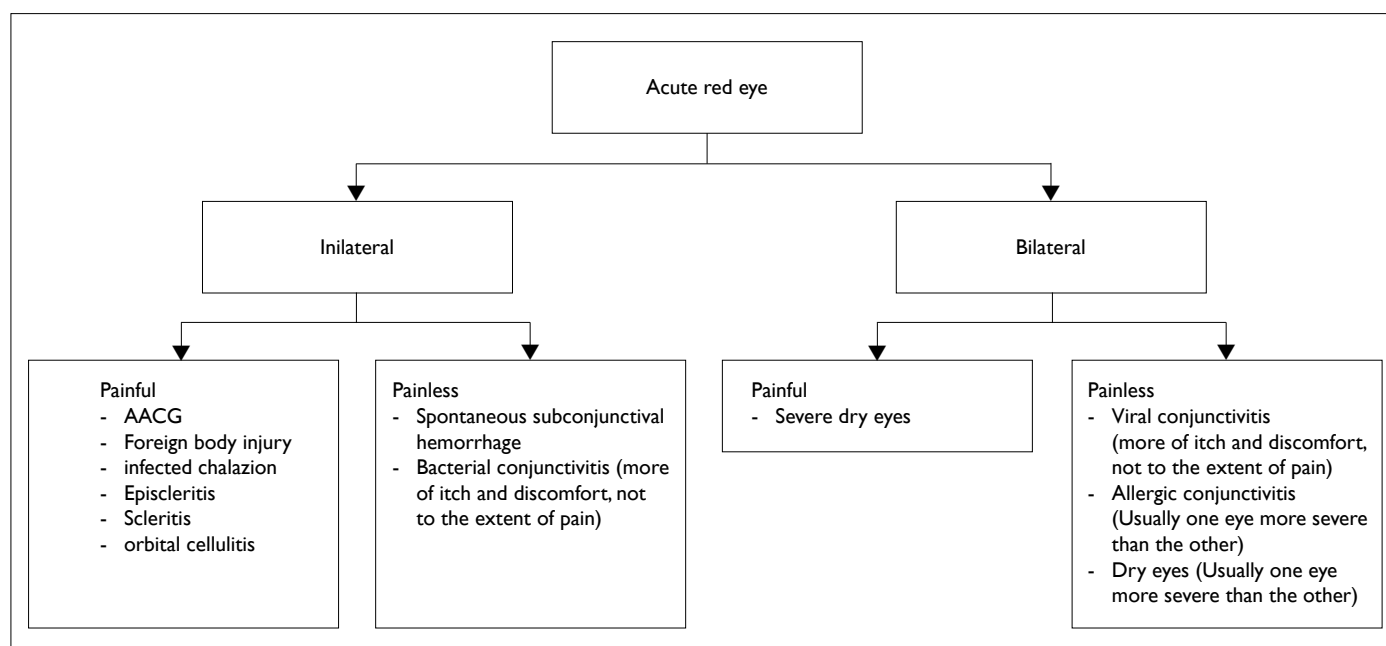 Acute red eye
Inilateral
Bilateral
Painful
- AACG
- Foreign body injury
- infected chalazion
- Episcleritis
- Scleritis
- orbital cellulitis
Painless
- Spontaneous subconjunctival
hemorrhage
- Bacterial conjunctivitis (more
of itch and discomfort, not
to the extent of pain)
Painful
- Severe dry eyes
Painless
- Viral conjunctivitis
(more of itch and discomfort,
not to the extent of pain)
- Allergic conjunctivitis
(Usually one eye more severe
than the other)
- Dry eyes (Usually one eye
more severe than the other)